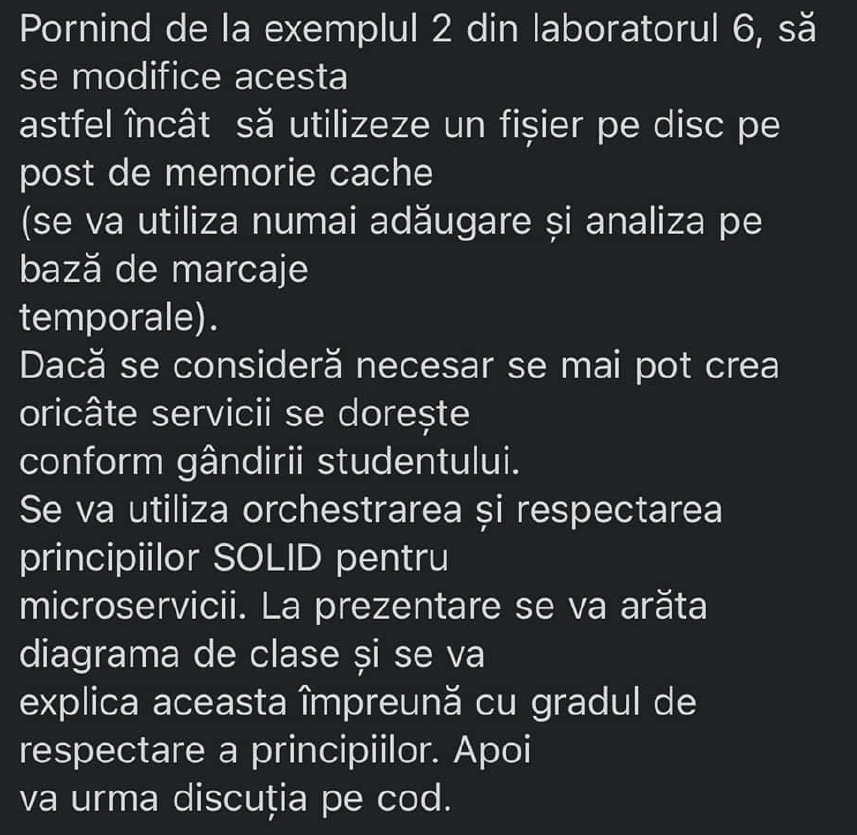 Pornind de la exemplul 2 din laboratorul 6, să
se modifice acesta
astfel încât  să utilizeze un fișier pe disc pe
post de memorie cache
(se va utiliza numai adăugare și analiza pe
bază de marcaje
temporale).
Dacă se consideră necesar se mai pot crea
oricâte servicii se dorește
conform gândirii studentului.
Se va utiliza orchestrarea și respectarea
principiilor SOLID pentru
microservicii. La prezentare se va arăta
diagrama de clase și se va
explica aceasta împreună cu gradul de
respectare a principiilor. Apoi
va urma discuția pe cod.